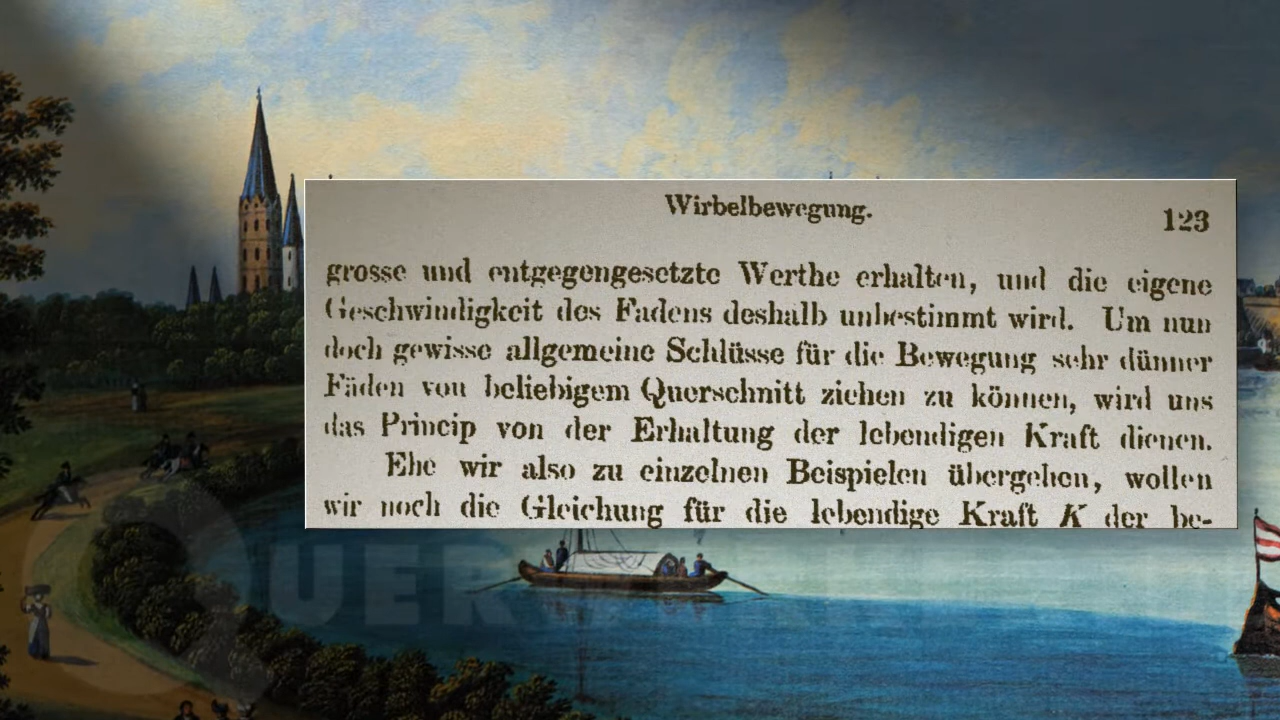 Wirbelbewegung.
123
grosse und entgegengesetzte Werthe erhalten, und die eigene
Geschwindigkeit des Fadens deshalb unbestimmt wird. Um nun
doch gewisse allgemeine Schlüsse für die Bewegung sehr dünner
Fäden von beliebigem Querschnitt ziehen zu können, wird uns
das Princip von der Erhaltung der lebendigen Kraft dienen.
Ehe wir also zu einzelnen Beispielen übergehen, wollen
wir noch die Gleichung für die lebendige Kraft K der be-